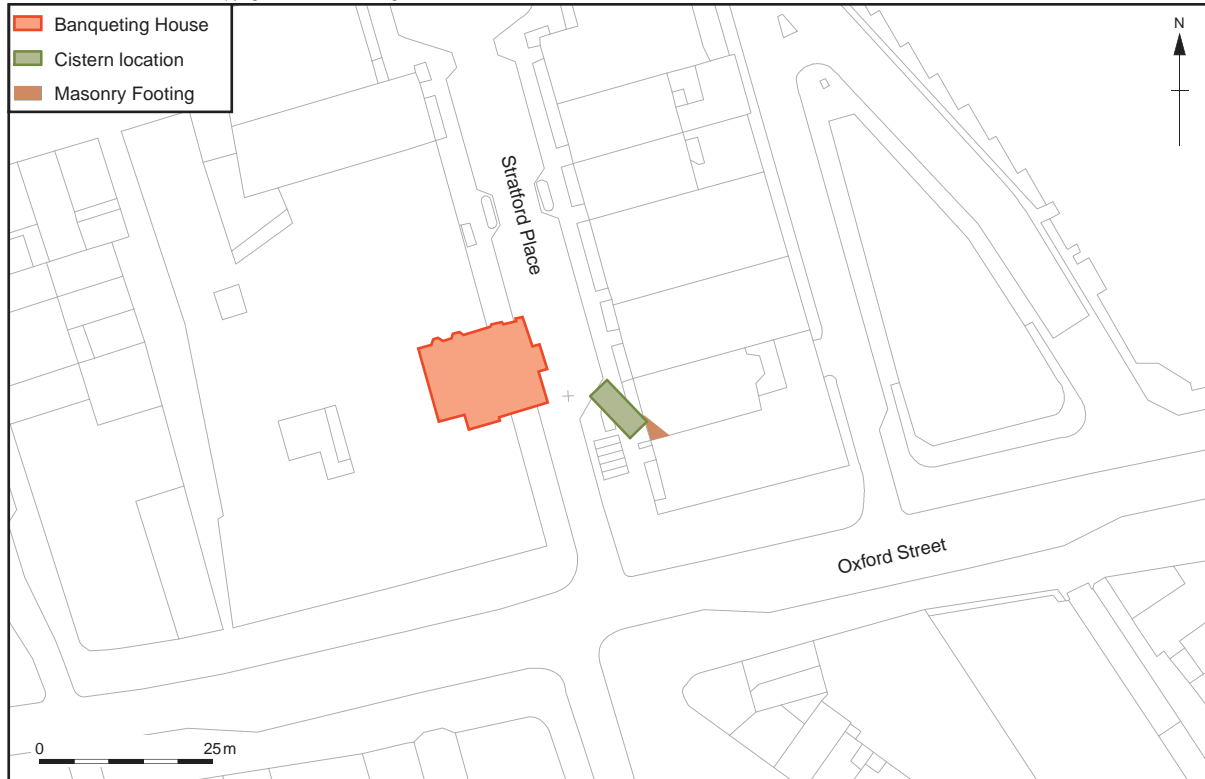 Banqueting House
Cistern location
Masonry Footing
N
Stratford Place
Oxford Street
0 25 m